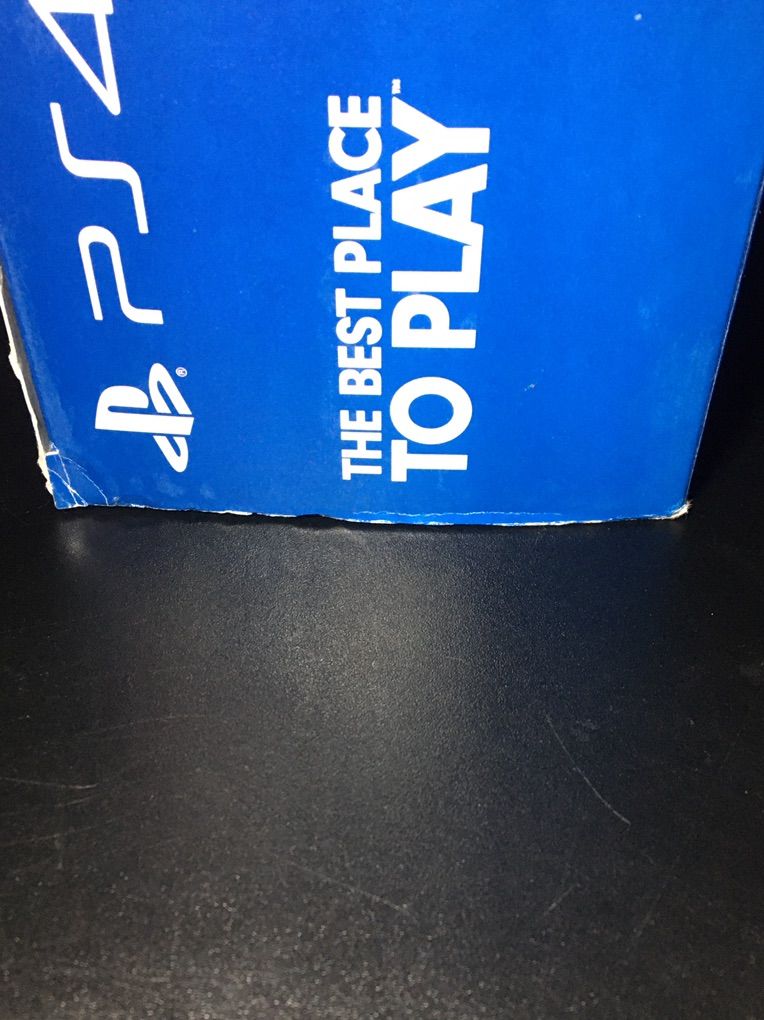 PS4
®
THE BEST PLACE
TO PLAY™